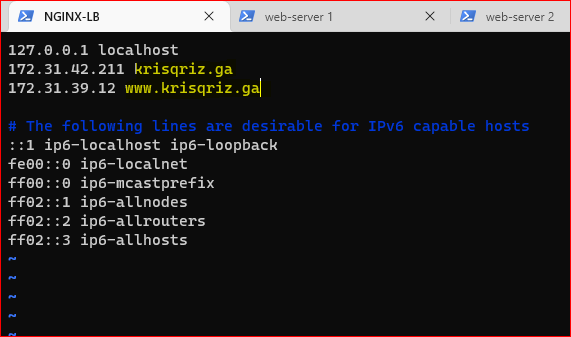 NGINX-LB
web-server 1
web-server 2
127.0.0.1 localhost
172.31.42.211 krisqriz.ga
172.31.39.12 www.krisqriz.ga

# The following lines are desirable for IPv6 capable hosts
::1 ip6-localhost ip6-loopback
fe00::0 ip6-localnet
ff00::0 ip6-mcastprefix
ff02::1 ip6-allnodes
ff02::2 ip6-allrouters
ff02::3 ip6-allhosts
~
~
~
~
~